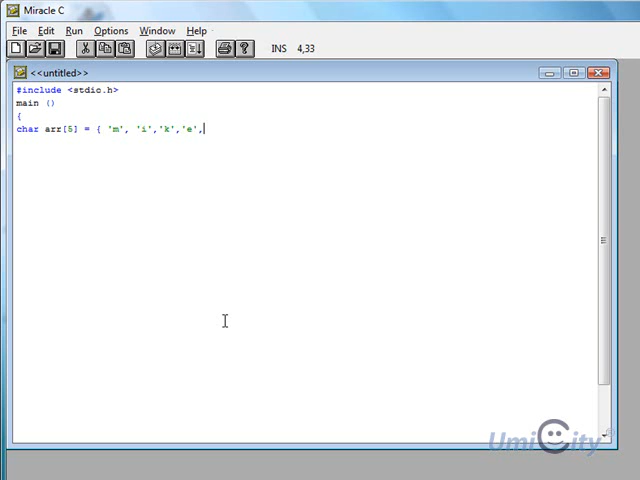 Miracle C
File Edit Run Options Window Help
INS 4,33
<<untitled>>
#include <stdio.h>
main ()
{
char arr[5] = { 'm', 'i','k','e',
UmiCity